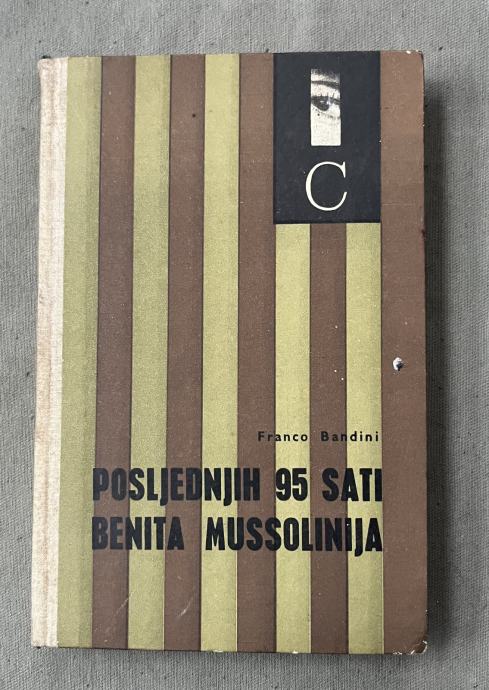 C
Franco Bandini
POSLJEDNJIH 95 SATI
BENITA MUSSOLINIJA